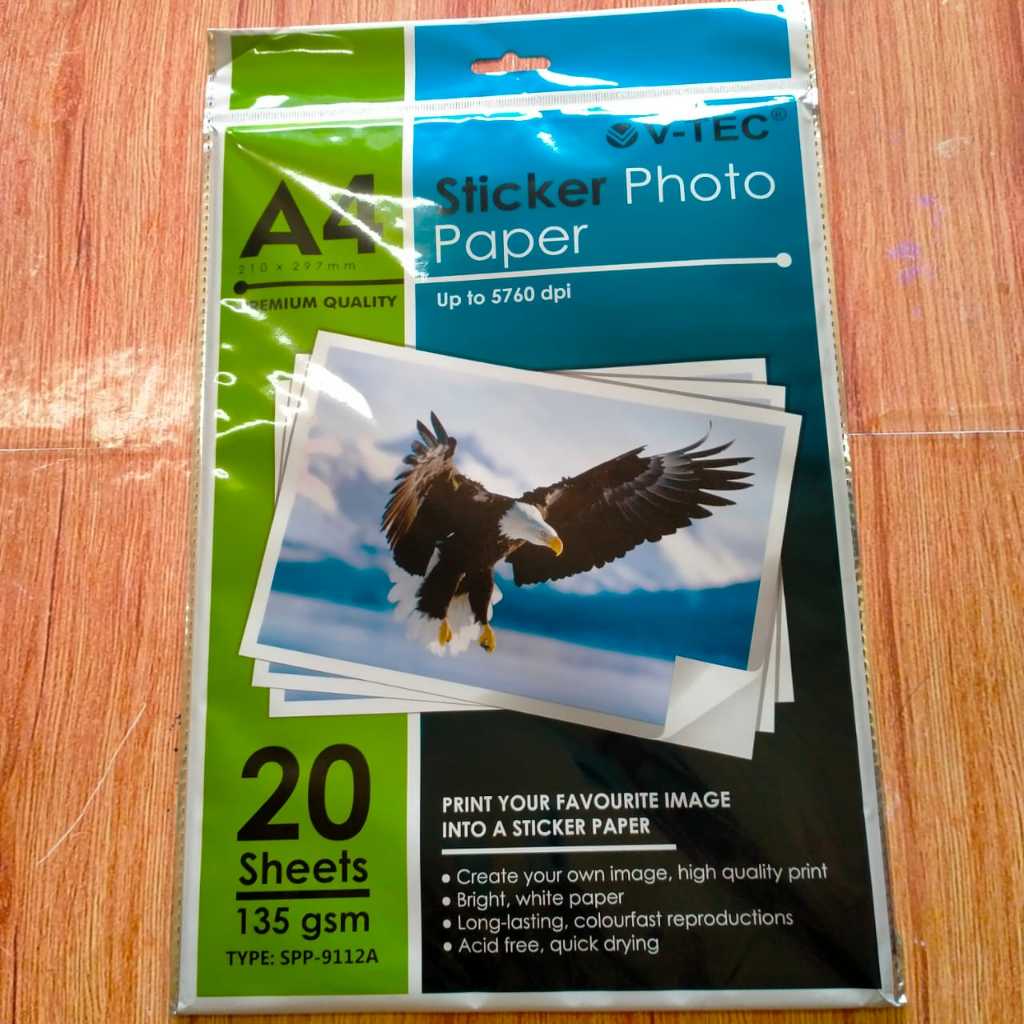 V-TEC®
A4
210 x 297mm
PREMIUM QUALITY
Sticker Photo
Paper
Up to 5760 dpi
20
Sheets
135 gsm
TYPE: SPP-9112A
PRINT YOUR FAVOURITE IMAGE
INTO A STICKER PAPER
• Create your own image, high quality print
• Bright, white paper
• Long-lasting, colourfast reproductions
• Acid free, quick drying